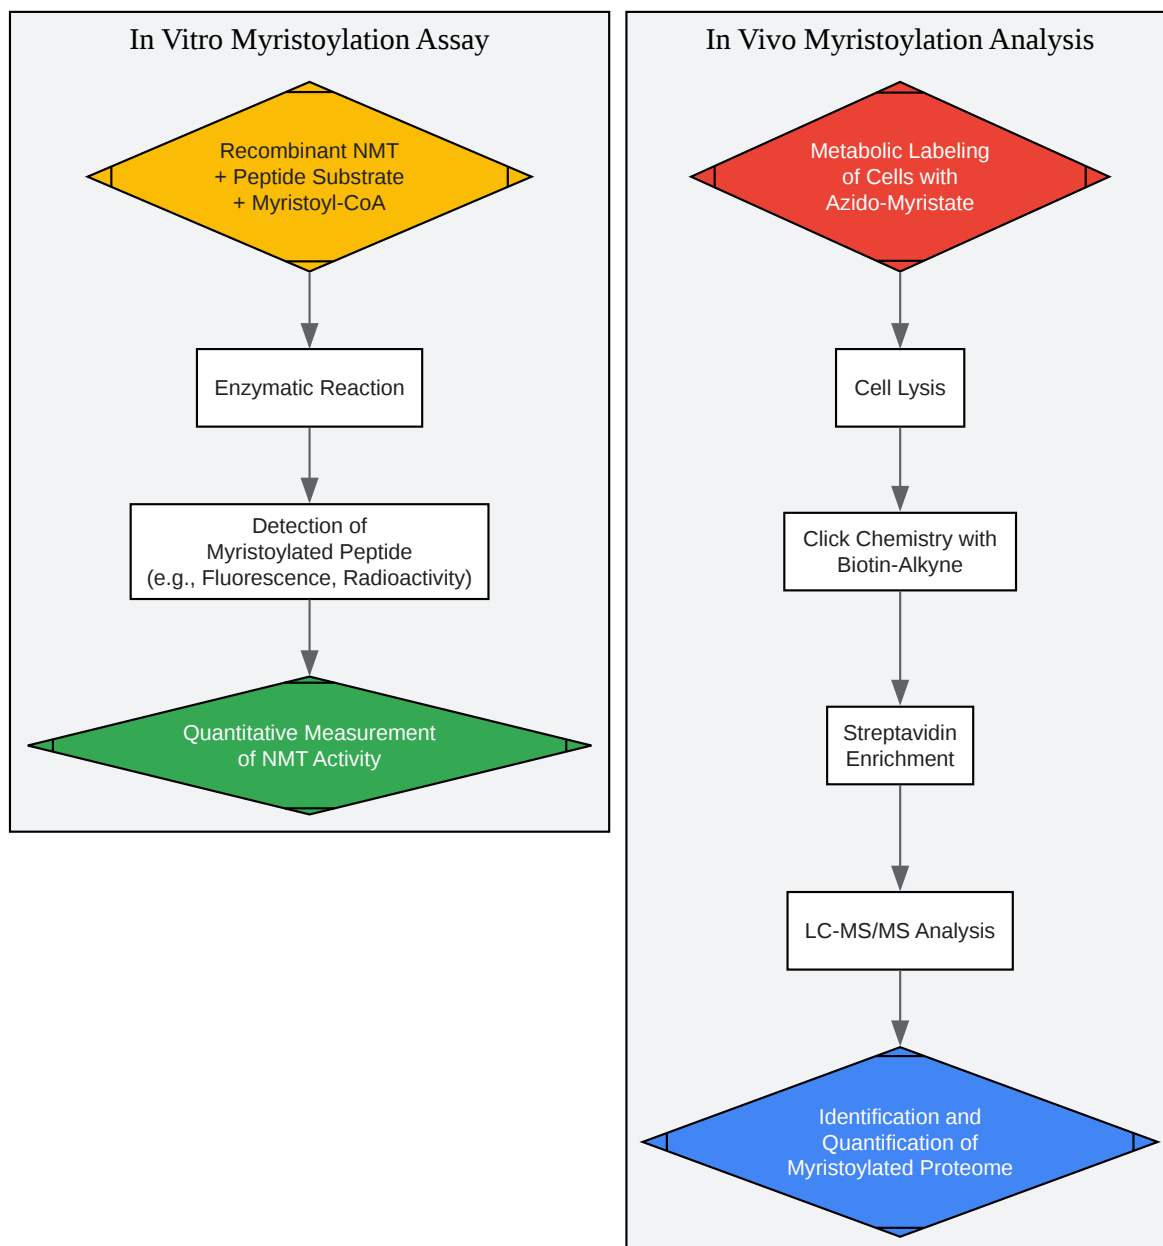 In Vitro Myristoylation Assay
Recombinant NMT
+ Peptide Substrate
+ Myristoyl-CoA
Enzymatic Reaction
Detection of
Myristoylated Peptide
(e.g., Fluorescence, Radioactivity)
Quantitative Measurement
of NMT Activity
In Vivo Myristoylation Analysis
Metabolic Labeling
of Cells with
Azido-Myristate
Cell Lysis
Click Chemistry with
Biotin-Alkyne
Streptavidin
Enrichment
LC-MS/MS Analysis
Identification and
Quantification of
Myristoylated Proteome